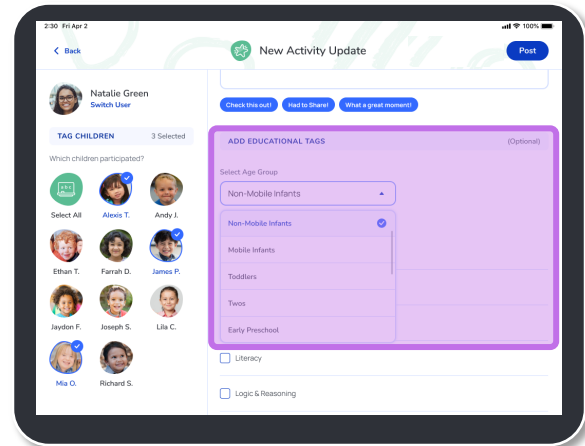 2:30 Fri Apr 2
100%
Back
New Activity Update
Post
Natalie Green
Switch User
TAG CHILDREN
3 Selected
Which children participated?
abc
Select All
Alexis T.
Andy J.
Ethan T.
Farrah D.
James P.
Jaydon F.
Joseph S.
Lila C.
Mia O.
Richard S.
Check this out!
Had to Share!
What a great moment!
ADD EDUCATIONAL TAGS
(Optional)
Select Age Group
Non-Mobile Infants
Non-Mobile Infants
Mobile Infants
Toddlers
Twos
Early Preschool
Literacy
Logic & Reasoning